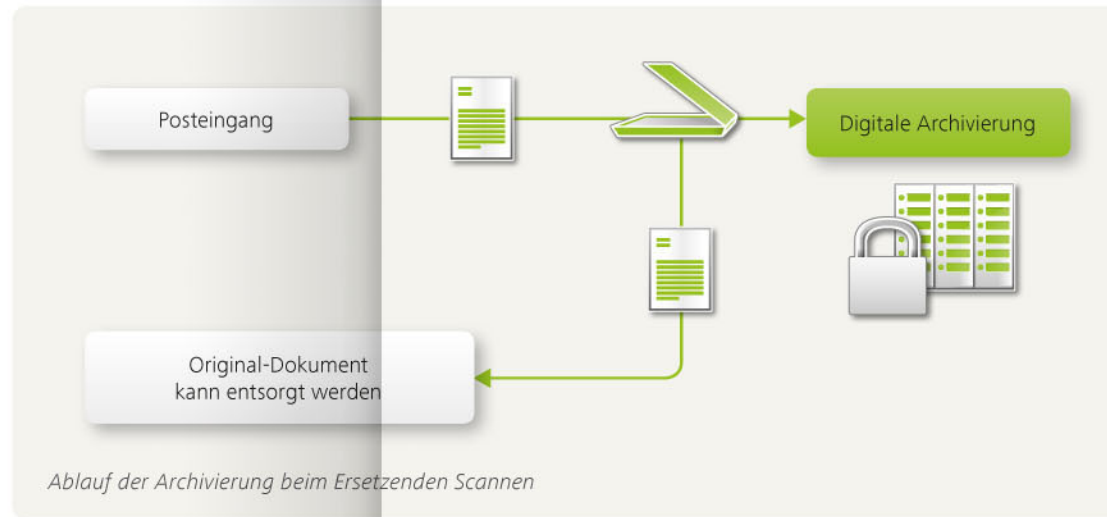 Posteingang
Digitale Archivierung
Original-Dokument
kann entsorgt werden
Ablauf der Archivierung beim Ersetzenden Scannen